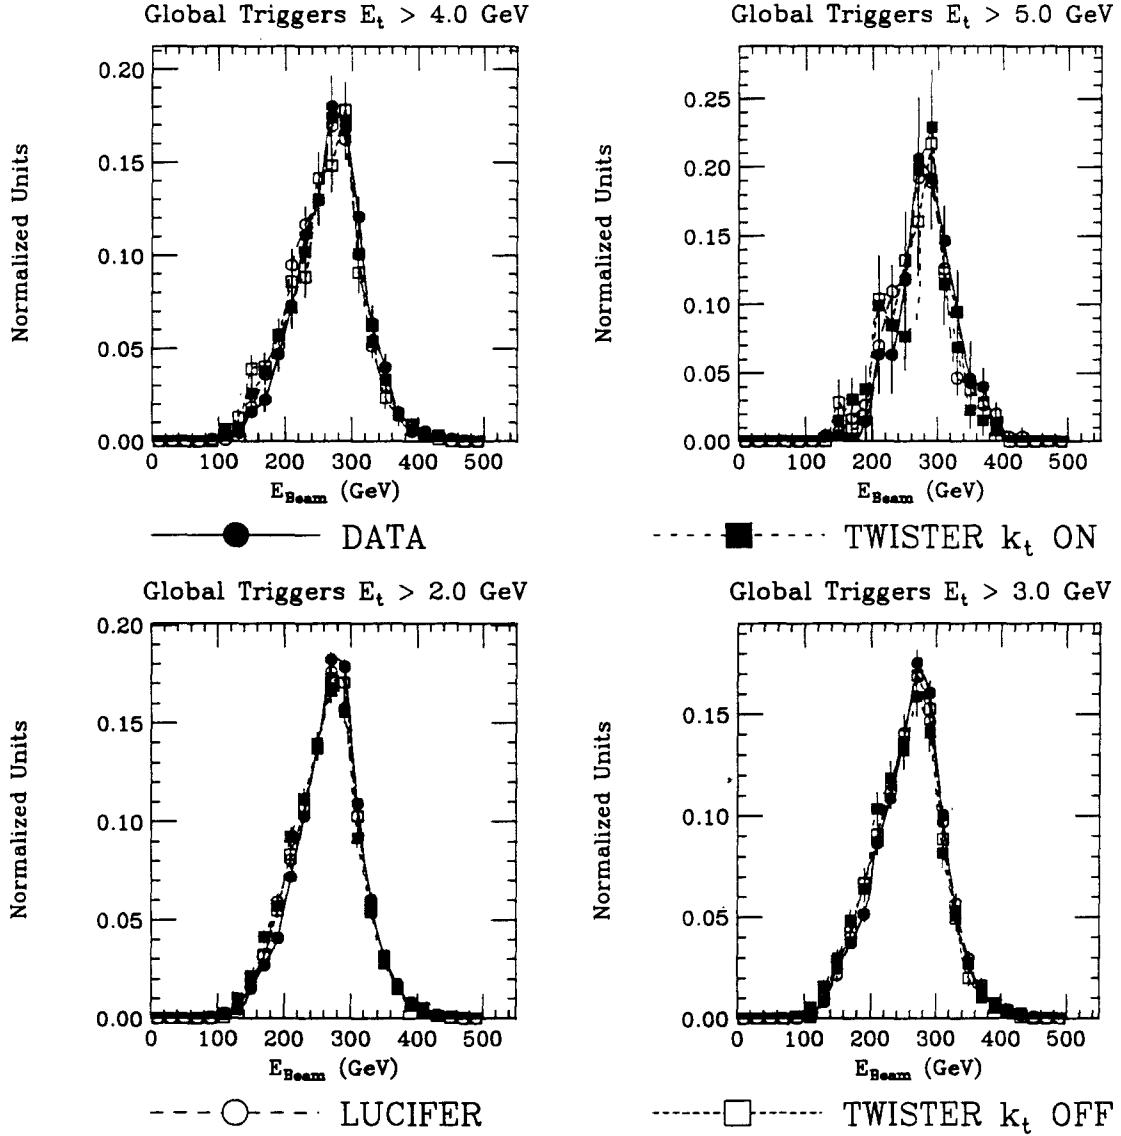 Global Triggers E_t > 4.0 GeV
Normalized Units
0.20
0.15
0.10
0.05
0.00
0 100 200 300 400 500
E_Beam (GeV)
Global Triggers E_t > 5.0 GeV
Normalized Units
0.25
0.20
0.15
0.10
0.05
0.00
0 100 200 300 400 500
E_Beam (GeV)
DATA
TWISTER k_t ON
Global Triggers E_t > 2.0 GeV
Normalized Units
0.20
0.15
0.10
0.05
0.00
0 100 200 300 400 500
E_Beam (GeV)
Global Triggers E_t > 3.0 GeV
Normalized Units
0.15
0.10
0.05
0.00
0 100 200 300 400 500
E_Beam (GeV)
LUCIFER
TWISTER k_t OFF